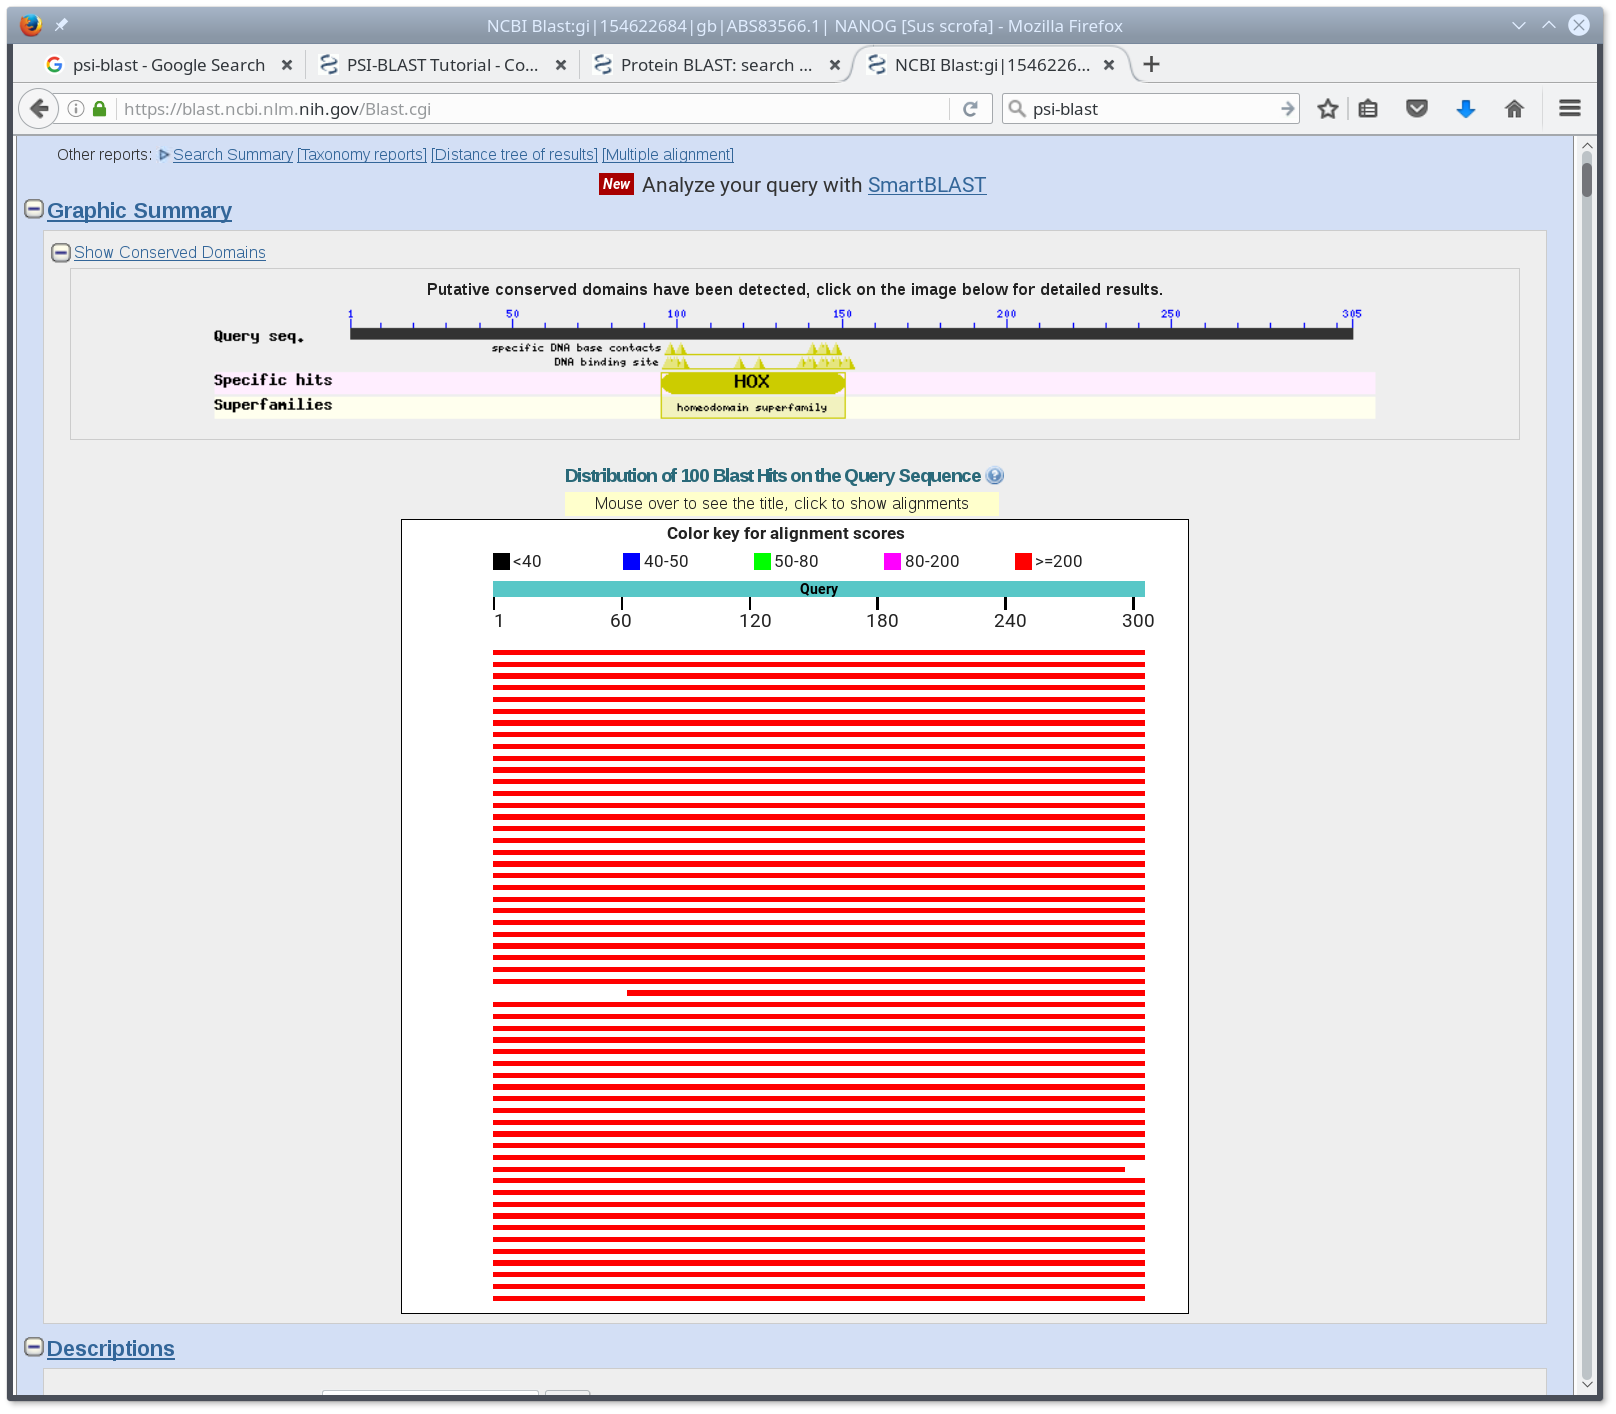 NCBI Blast:gi|154622684|gb|ABS83566.1| NANOG [Sus scrofa] - Mozilla Firefox
psi-blast - Google Search
PSI-BLAST Tutorial - Co...
Protein BLAST: search ...
NCBI Blast:gi|1546226...
https://blast.ncbi.nlm.nih.gov/Blast.cgi
psi-blast
Other reports: Search Summary [Taxonomy reports] [Distance tree of results] [Multiple alignment]
New Analyze your query with SmartBLAST
Graphic Summary
Show Conserved Domains
Putative conserved domains have been detected, click on the image below for detailed results.
1 50 100 150 200 250 305
Query seq.
specific DNA base contacts
DNA binding site
Specific hits HOX
Superfamilies homeodomain superfamily
Distribution of 100 Blast Hits on the Query Sequence ?
Mouse over to see the title, click to show alignments
Color key for alignment scores
<40 40-50 50-80 80-200 >=200
Query
1 60 120 180 240 300
Descriptions